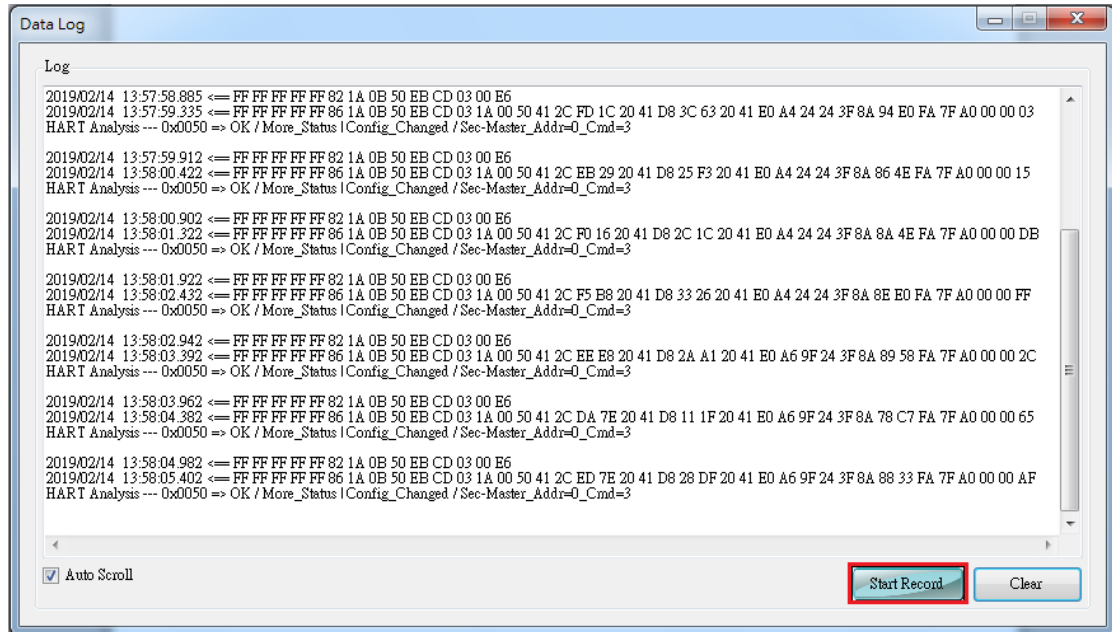 Data Log
Log
2019/02/14 13:57:58.885 <== FF FF FF FF FF 82 1A 0B 50 EB CD 03 00 E6
2019/02/14 13:57:59.335 <== FF FF FF FF FF 86 1A 0B 50 EB CD 03 1A 00 50 41 2C FD 1C 20 41 D8 3C 63 20 41 E0 A4 24 24 3F 8A 94 E0 FA 7F A0 00 00 03
HART Analysis --- 0x0050 => OK / More_Status | Config_Changed / Sec-Master_Addr=0_Cmd=3
2019/02/14 13:57:59.912 <== FF FF FF FF FF 82 1A 0B 50 EB CD 03 00 E6
2019/02/14 13:58:00.422 <== FF FF FF FF FF 86 1A 0B 50 EB CD 03 1A 00 50 41 2C EB 29 20 41 D8 25 F3 20 41 E0 A4 24 24 3F 8A 86 4E FA 7F A0 00 00 15
HART Analysis --- 0x0050 => OK / More_Status | Config_Changed / Sec-Master_Addr=0_Cmd=3
2019/02/14 13:58:00.902 <== FF FF FF FF FF 82 1A 0B 50 EB CD 03 00 E6
2019/02/14 13:58:01.322 <== FF FF FF FF FF 86 1A 0B 50 EB CD 03 1A 00 50 41 2C F0 16 20 41 D8 2C 1C 20 41 E0 A4 24 24 3F 8A 8A 4E FA 7F A0 00 00 DB
HART Analysis --- 0x0050 => OK / More_Status | Config_Changed / Sec-Master_Addr=0_Cmd=3
2019/02/14 13:58:01.922 <== FF FF FF FF FF 82 1A 0B 50 EB CD 03 00 E6
2019/02/14 13:58:02.432 <== FF FF FF FF FF 86 1A 0B 50 EB CD 03 1A 00 50 41 2C F5 B8 20 41 D8 33 26 20 41 E0 A4 24 24 3F 8A 8E E0 FA 7F A0 00 00 FF
HART Analysis --- 0x0050 => OK / More_Status | Config_Changed / Sec-Master_Addr=0_Cmd=3
2019/02/14 13:58:02.942 <== FF FF FF FF FF 82 1A 0B 50 EB CD 03 00 E6
2019/02/14 13:58:03.392 <== FF FF FF FF FF 86 1A 0B 50 EB CD 03 1A 00 50 41 2C EE E8 20 41 D8 2A A1 20 41 E0 A6 9F 24 3F 8A 89 58 FA 7F A0 00 00 2C
HART Analysis --- 0x0050 => OK / More_Status | Config_Changed / Sec-Master_Addr=0_Cmd=3
2019/02/14 13:58:03.962 <== FF FF FF FF FF 82 1A 0B 50 EB CD 03 00 E6
2019/02/14 13:58:04.382 <== FF FF FF FF FF 86 1A 0B 50 EB CD 03 1A 00 50 41 2C DA 7E 20 41 D8 11 1F 20 41 E0 A6 9F 24 3F 8A 78 C7 FA 7F A0 00 00 65
HART Analysis --- 0x0050 => OK / More_Status | Config_Changed / Sec-Master_Addr=0_Cmd=3
2019/02/14 13:58:04.982 <== FF FF FF FF FF 82 1A 0B 50 EB CD 03 00 E6
2019/02/14 13:58:05.402 <== FF FF FF FF FF 86 1A 0B 50 EB CD 03 1A 00 50 41 2C ED 7E 20 41 D8 28 DF 20 41 E0 A6 9F 24 3F 8A 88 33 FA 7F A0 00 00 AF
HART Analysis --- 0x0050 => OK / More_Status | Config_Changed / Sec-Master_Addr=0_Cmd=3
Auto Scroll
Start Record
Clear